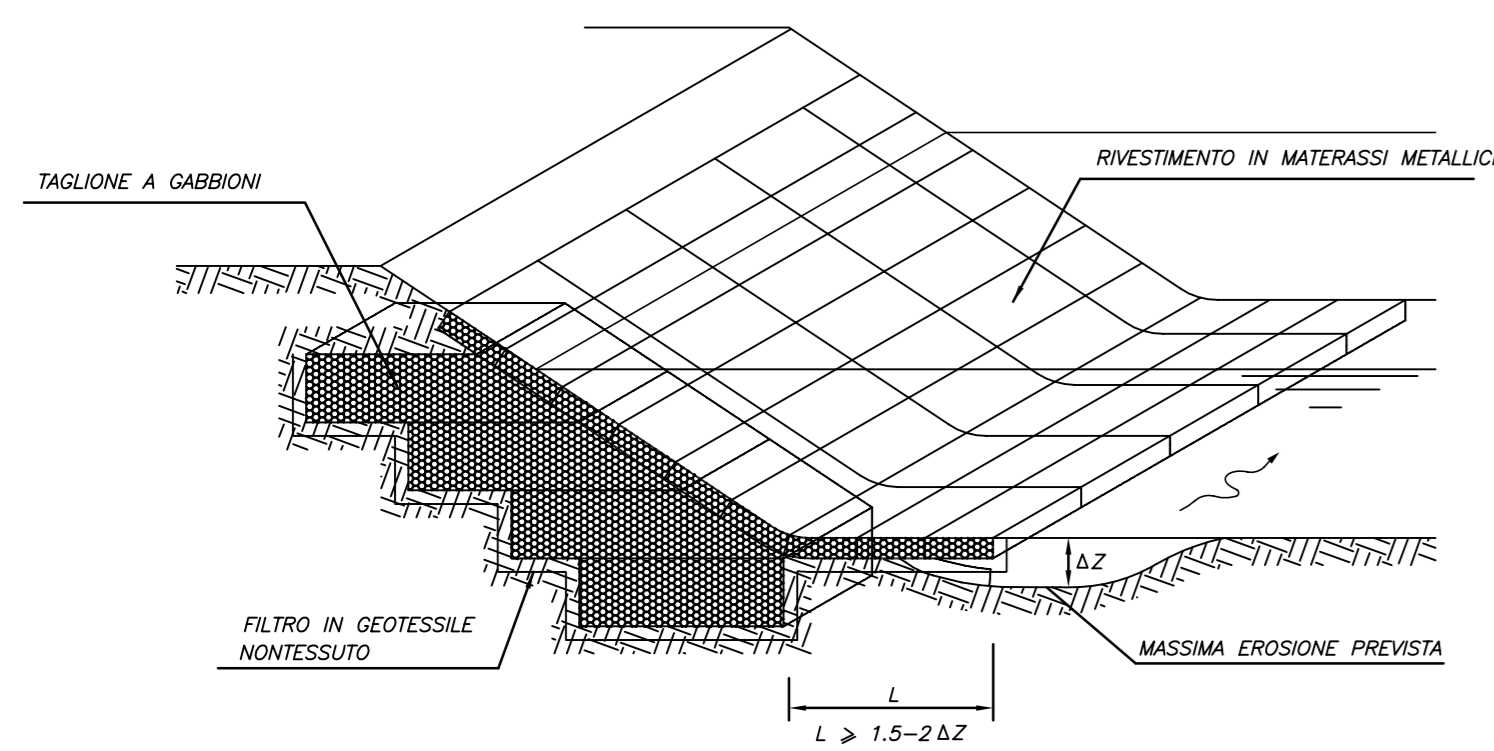 RIVESTIMENTO IN MATERASSI METALLICI
TAGLIONE A GABBIONI
ΔZ
FILTRO IN GEOTESSILE
NONTESSUTO
MASSIMA EROSIONE PREVISTA
L
L ⩾ 1.5-2 ΔZ